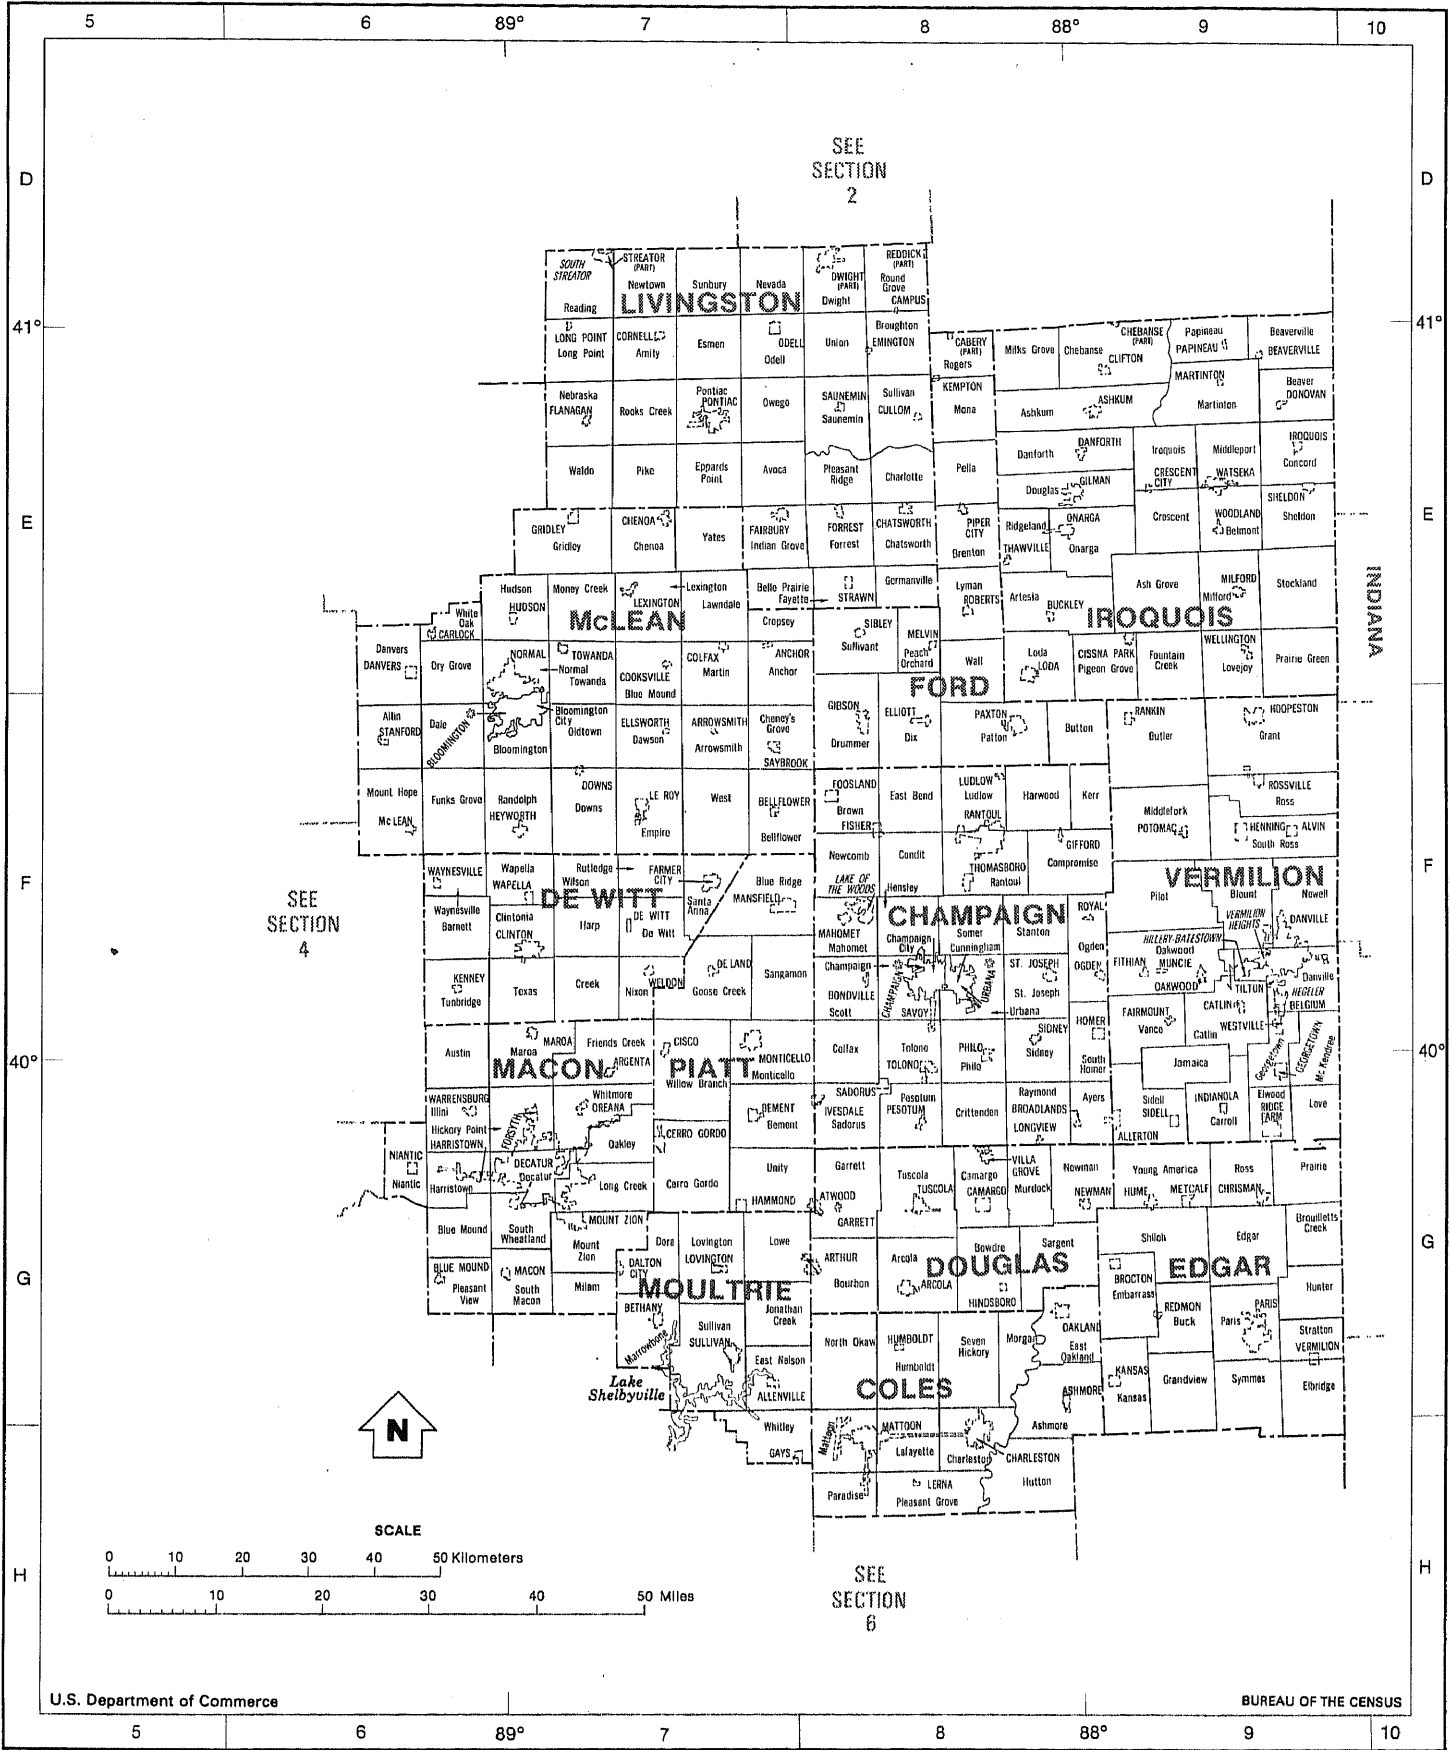 5 6 89° 7 8 88° 9 10
D D
SEE
SECTION
2
SOUTH
STREATOR
STREATOR
(PART)
Newtown
Sunbury
Nevada
DWIGHT
(PART)
Dwight
REDDICK
(PART)
Round
Grove
CAMPUS
Reading
LIVINGSTON
41° 41°
LONG POINT
Long Point
CORNELL
Amity
Esmen
ODELL
Odell
Union
Broughton
EMINGTON
CABERY
(PART)
Rogers
Milks Grove
Chebanse
CHEBANSE
(PART)
CLIFTON
Papineau
PAPINEAU
Beaverville
BEAVERVILLE
Nebraska
FLANAGAN
Rooks Creek
Pontiac
PONTIAC
Owego
SAUNEMIN
Saunemin
Sullivan
CULLOM
KEMPTON
Mona
Ashkum
ASHKUM
MARTINTON
Martinton
Beaver
DONOVAN
Waldo
Pike
Eppards
Point
Avoca
Pleasant
Ridge
Charlotte
Pella
Danforth
DANFORTH
Iroquois
Middleport
IROQUOIS
Concord
Douglas
GILMAN
CRESCENT
CITY
WATSEKA
SHELDON
E E
GRIDLEY
Gridley
CHENOA
Chenoa
Yates
FAIRBURY
Indian Grove
FORREST
Forrest
CHATSWORTH
Chatsworth
PIPER
CITY
Brenton
Ridgeland
THAWVILLE
ONARGA
Onarga
Crescent
WOODLAND
Belmont
Sheldon
INDIANA
Hudson
HUDSON
Money Creek
LEXINGTON
Lexington
Lawndale
Belle Prairie
Fayette
STRAWN
Germanville
Lyman
ROBERTS
Artesia
BUCKLEY
Ash Grove
MILFORD
Milford
Stockland
IROQUOIS
White
Oak
CARLOCK
McLEAN
Cropsey
SIBLEY
Sullivant
MELVIN
Peach
Orchard
Wall
Loda
LODA
CISSNA PARK
Pigeon Grove
Fountain
Creek
WELLINGTON
Lovejoy
Prairie Green
Danvers
DANVERS
Dry Grove
NORMAL
Normal
TOWANDA
Towanda
COOKSVILLE
Blue Mound
COLFAX
Martin
ANCHOR
Anchor
FORD
Allin
STANFORD
Dale
BLOOMINGTON
Bloomington
City
Bloomington
Oldtown
ELLSWORTH
Dawson
ARROWSMITH
Arrowsmith
Cheney's
Grove
SAYBROOK
GIBSON
Drummer
ELLIOTT
Dix
PAXTON
Patton
Button
RANKIN
Butler
HOOPESTON
Grant
Mount Hope
McLEAN
Funks Grove
Randolph
HEYWORTH
DOWNS
Downs
LE ROY
Empire
West
BELLFLOWER
Bellflower
FOOSLAND
Brown
FISHER
East Bend
LUDLOW
Ludlow
RANTOUL
Harwood
Kerr
Middlefork
POTOMAC
ROSSVILLE
Ross
HENNING
ALVIN
South Ross
GIFFORD
Compromise
F F
SEE
SECTION
4
WAYNESVILLE
Waynesville
Barnett
Wapella
WAPELLA
Rutledge
Wilson
FARMER
CITY
Santa
Anna
DE WITT
Blue Ridge
MANSFIELD
Newcomb
Condit
THOMASBORO
Rantoul
LAKE OF
THE WOODS
Hensley
VERMILION
Pilot
Blount
Newell
CHAMPAIGN
Clintonia
CLINTON
Harp
DE WITT
De Witt
MAHOMET
Mahomet
Champaign
City
Somer
Cunningham
Stanton
ROYAL
Ogden
OGDEN
VERMILION
HEIGHTS
DANVILLE
HILLERY-BATESTOWN
Oakwood
FITHIAN
MUNCIE
OAKWOOD
TILTON
Danville
KENNEY
Tunbridge
Texas
Creek
Nixon
WELDON
DE LAND
Goose Creek
Sangamon
Champaign
BONDVILLE
Scott
CHAMPAIGN
URBANA
SAVOY
Urbana
ST. JOSEPH
St. Joseph
HEGELER
BELGIUM
CATLIN
WESTVILLE
Catlin
FAIRMOUNT
Vance
40° 40°
Austin
Maroa
MAROA
Friends Creek
ARGENTA
MACON
CISCO
PIATT
Willow Branch
MONTICELLO
Monticello
Colfax
Tolono
TOLONO
PHILO
Philo
SIDNEY
Sidney
HOMER
South
Homer
Jamaica
Georgetown
GEORGETOWN
Mc Kendree
WARRENSBURG
Illini
Whitmore
OREANA
Hickory Point
HARRISTOWN
FORSYTH
Oakley
CERRO GORDO
BEMENT
Bement
SADORUS
IVESDALE
Sadorus
Pesotum
PESOTUM
Crittenden
Raymond
BROADLANDS
LONGVIEW
Ayers
ALLERTON
Sidell
SIDELL
INDIANOLA
Carroll
Elwood
RIDGE
FARM
Love
NIANTIC
Niantic
Harristown
DECATUR
Decatur
Long Creek
Cerro Gordo
Unity
HAMMOND
Garrett
ATWOOD
GARRETT
Tuscola
TUSCOLA
Camargo
CAMARGO
VILLA
GROVE
Murdock
Newman
NEWMAN
Young America
HUME
METCALF
Ross
CHRISMAN
Prairie
Blue Mound
South
Wheatland
MOUNT ZION
Mount
Zion
Dora
Lovington
LOVINGTON
Lowe
ARTHUR
Bourbon
Arcola
ARCOLA
Bowdre
Sargent
DOUGLAS
HINDSBORO
Shiloh
Edgar
EDGAR
Brouilletts
Creek
G G
BLUE MOUND
Pleasant
View
MACON
South
Macon
Milam
DALTON
CITY
MOULTRIE
BETHANY
Marrowbone
Jonathan
Creek
BROCTON
Embarrass
REDMON
Buck
Paris
PARIS
Hunter
Stratton
VERMILION
Sullivan
SULLIVAN
East Nelson
ALLENVILLE
North Okaw
HUMBOLDT
Humboldt
Seven
Hickory
Morgan
OAKLAND
East
Oakland
KANSAS
Kansas
Grandview
Symmes
Elbridge
Lake
Shelbyville
COLES
ASHMORE
Ashmore
N
Whitley
GAYS
Mattoon
MATTOON
Lafayette
Charleston
CHARLESTON
Hutton
Paradise
LERNA
Pleasant Grove
SCALE
0 10 20 30 40 50 Kilometers
0 10 20 30 40 50 Miles
H H
SEE
SECTION
6
U.S. Department of Commerce
BUREAU OF THE CENSUS
5 6 89° 7 8 88° 9 10